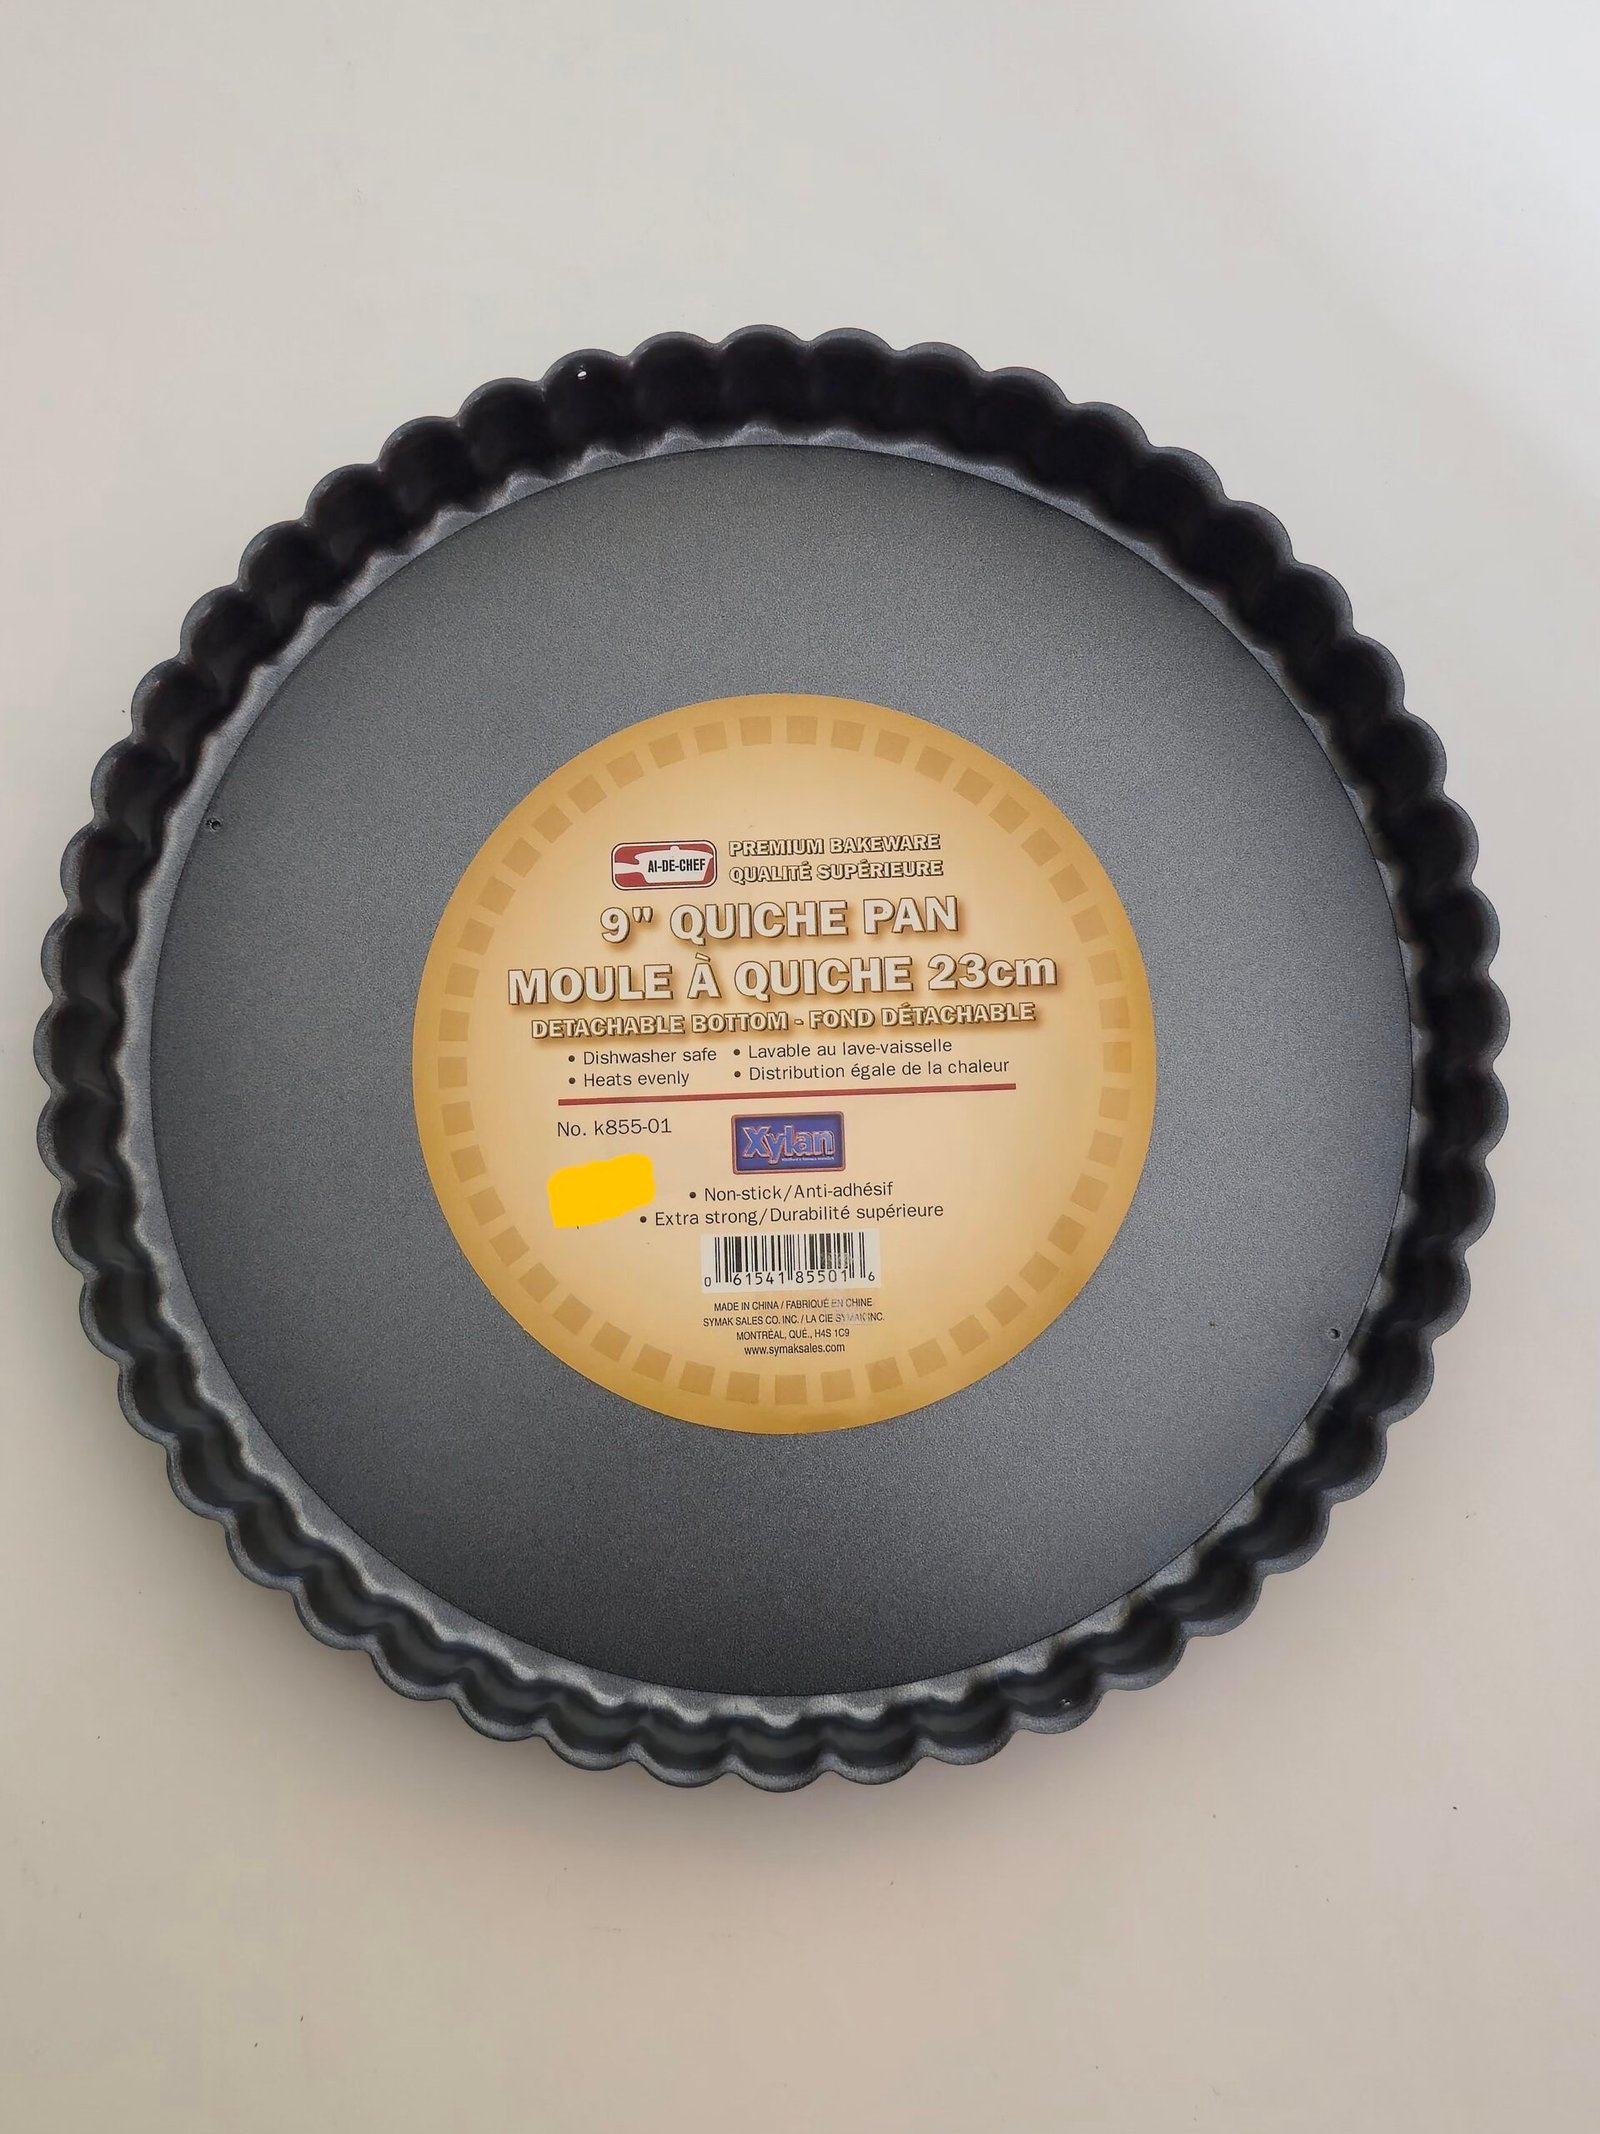 AI-DE-CHEF
PREMIUM BAKEWARE
QUALITÉ SUPÉRIEURE
9" QUICHE PAN
MOULE À QUICHE 23cm
DETACHABLE BOTTOM - FOND DÉTACHABLE
• Dishwasher safe • Lavable au lave-vaisselle
• Heats evenly • Distribution égale de la chaleur
No. k855-01
Xylan
• Non-stick/Anti-adhésif
• Extra strong/Durabilité supérieure
0 61541 85501 6
MADE IN CHINA / FABRIQUÉ EN CHINE
SYMAK SALES CO. INC. / LA CIE SYMAK INC.
MONTRÉAL, QUÉ., H4S 1C9
www.symaksales.com